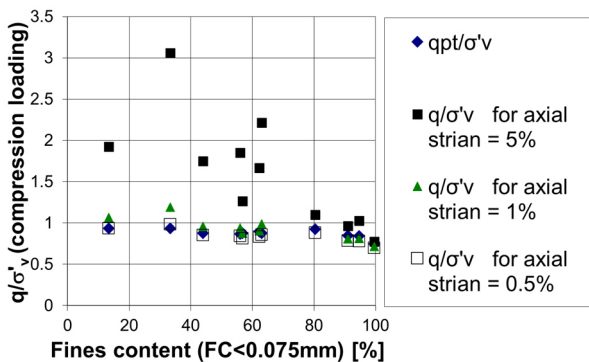 3.5
3
2.5
2
1.5
1
0.5
0
0 20 40 60 80 100
q/σ'v (compression loading)
Fines content (FC<0.075mm) [%]
qpt/σ'v
q/σ'v for axial
strian = 5%
q/σ'v for axial
strian = 1%
q/σ'v for axial
strian = 0.5%